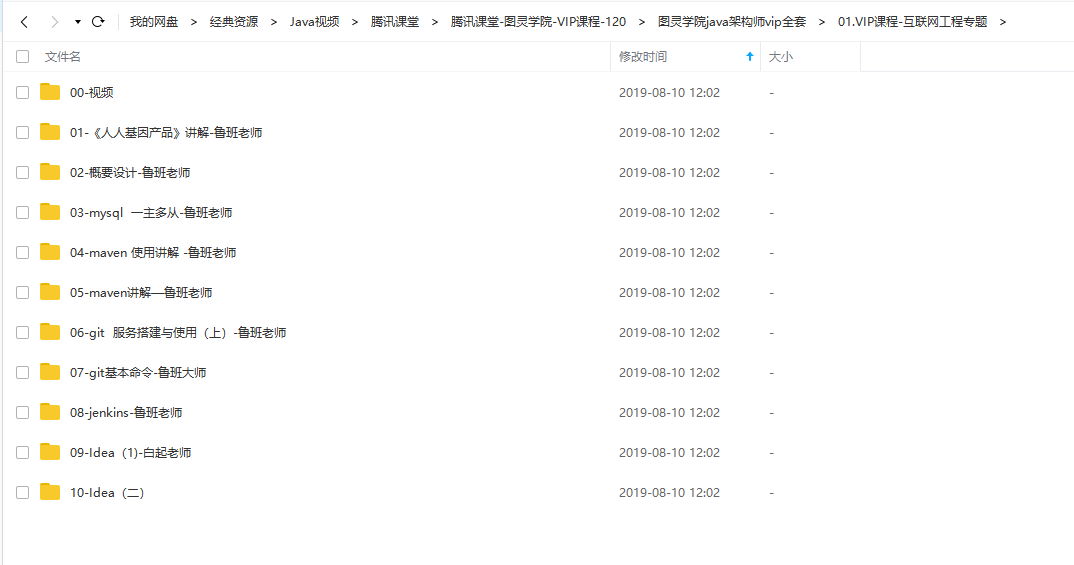 我的网盘 > 经典资源 > Java视频 > 腾讯课堂 > 腾讯课堂-图灵学院-VIP课程-120 > 图灵学院java架构师vip全套 > 01.VIP课程-互联网工程专题 >
文件名 修改时间 大小
00-视频 2019-08-10 12:02 -
01-《人人基因产品》讲解-鲁班老师 2019-08-10 12:02 -
02-概要设计-鲁班老师 2019-08-10 12:02 -
03-mysql 一主多从-鲁班老师 2019-08-10 12:02 -
04-maven 使用讲解 -鲁班老师 2019-08-10 12:02 -
05-maven讲解—鲁班老师 2019-08-10 12:02 -
06-git 服务搭建与使用（上）-鲁班老师 2019-08-10 12:02 -
07-git基本命令-鲁班大师 2019-08-10 12:02 -
08-jenkins-鲁班老师 2019-08-10 12:02 -
09-Idea（1)-白起老师 2019-08-10 12:02 -
10-Idea（二） 2019-08-10 12:02 -